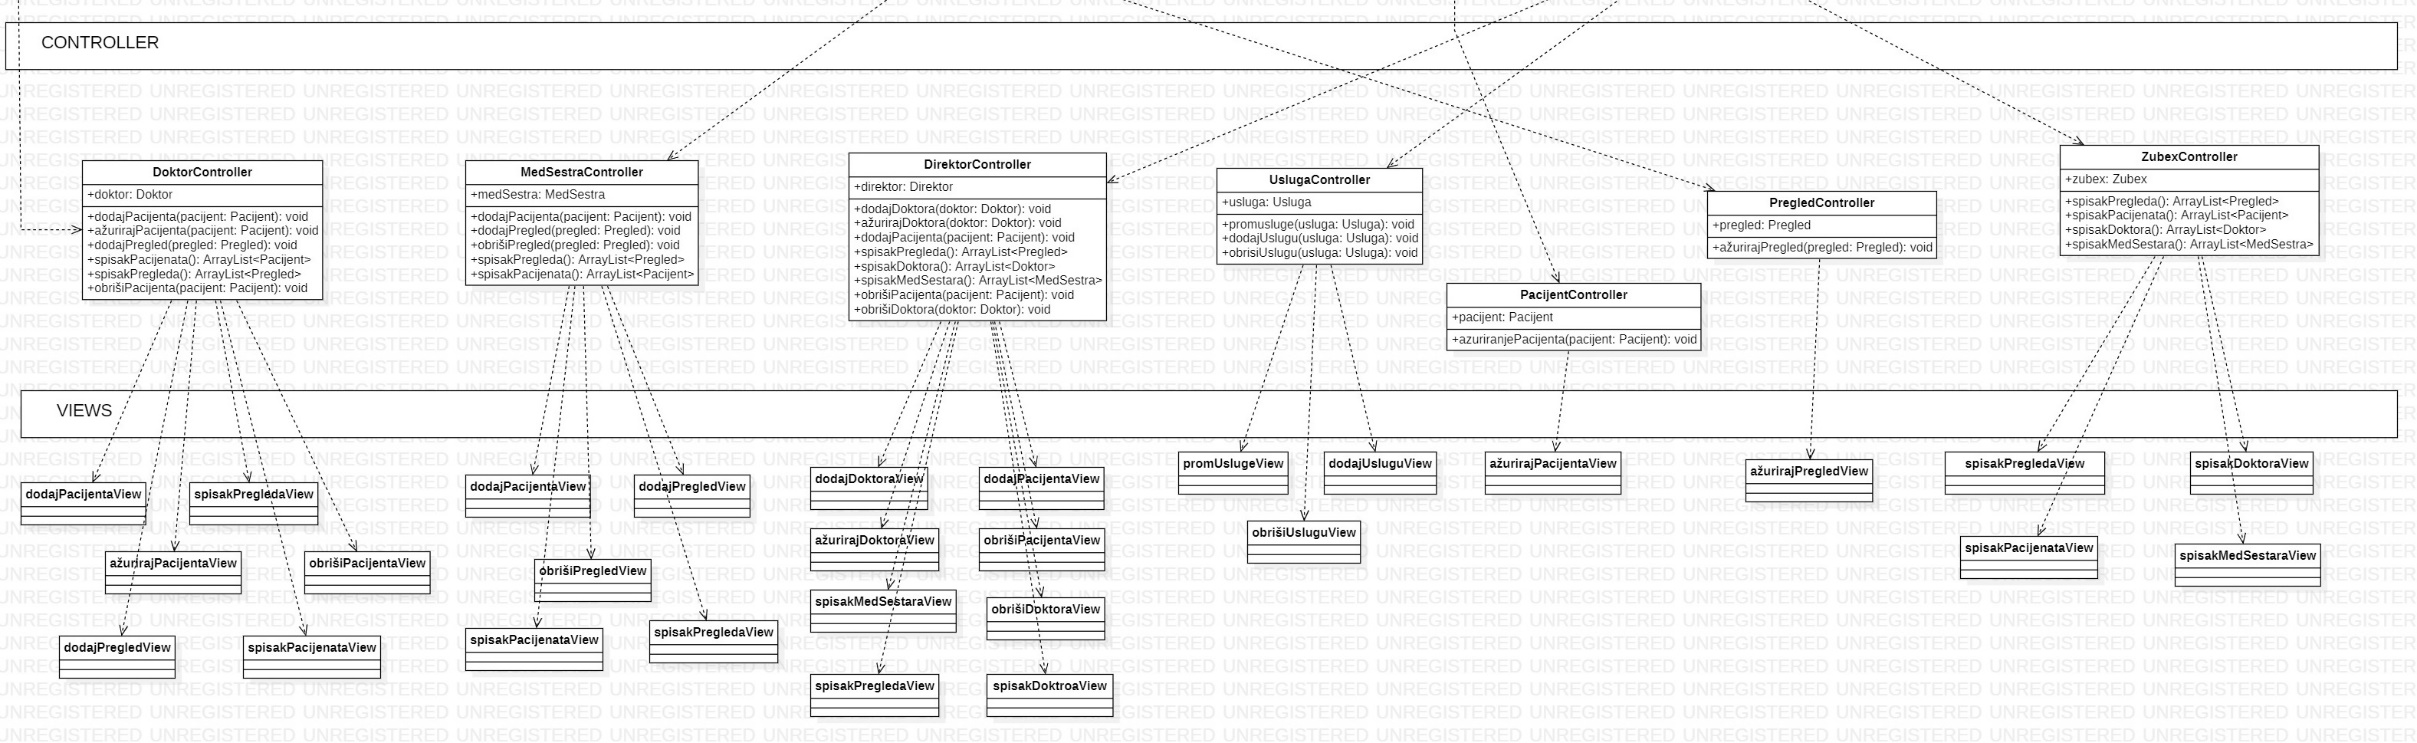 CONTROLLER
DoktorController
+doktor: Doktor
+dodajPacijenta(pacijent: Pacijent): void
+ažurirajPacijenta(pacijent: Pacijent): void
+dodajPregled(pregled: Pregled): void
+spisakPacijenata(): ArrayList<Pacijent>
+spisakPregleda(): ArrayList<Pregled>
+obrišiPacijenta(pacijent: Pacijent): void
MedSestraController
+medSestra: MedSestra
+dodajPacijenta(pacijent: Pacijent): void
+dodajPregled(pregled: Pregled): void
+obrišiPregled(pregled: Pregled): void
+spisakPregleda(): ArrayList<Pregled>
+spisakPacijenata(): ArrayList<Pacijent>
DirektorController
+direktor: Direktor
+dodajDoktora(doktor: Doktor): void
+ažurirajDoktora(doktor: Doktor): void
+dodajPacijenta(pacijent: Pacijent): void
+spisakPregleda(): ArrayList<Pregled>
+spisakDoktora(): ArrayList<Doktor>
+spisakMedSestara(): ArrayList<MedSestra>
+obrišiPacijenta(pacijent: Pacijent): void
+obrišiDoktora(doktor: Doktor): void
UslugaController
+usluga: Usluga
+promusluge(usluga: Usluga): void
+dodajUslugu(usluga: Usluga): void
+obrisiUslugu(usluga: Usluga): void
PacijentController
+pacijent: Pacijent
+azuriranjePacijenta(pacijent: Pacijent): void
PregledController
+pregled: Pregled
+ažurirajPregled(pregled: Pregled): void
ZubexController
+zubex: Zubex
+spisakPregleda(): ArrayList<Pregled>
+spisakPacijenata(): ArrayList<Pacijent>
+spisakDoktora(): ArrayList<Doktor>
+spisakMedSestara(): ArrayList<MedSestra>
VIEWS
dodajPacijentaView
spisakPregledaView
ažurirajPacijentaView
obrišiPacijentaView
dodajPregledView
spisakPacijenataView
dodajPacijentaView
dodajPregledView
obrišiPregledView
spisakPacijenataView
spisakPregledaView
dodajDoktoraView
dodajPacijentaView
ažurirajDoktoraView
obrišiPacijentaView
spisakMedSestaraView
obrišiDoktoraView
spisakPregledaView
spisakDoktroaView
promUslugeView
dodajUsluguView
obrišiUsluguView
ažurirajPacijentaView
ažurirajPregledView
spisakPregledaView
spisakDoktoraView
spisakPacijenataView
spisakMedSestaraView